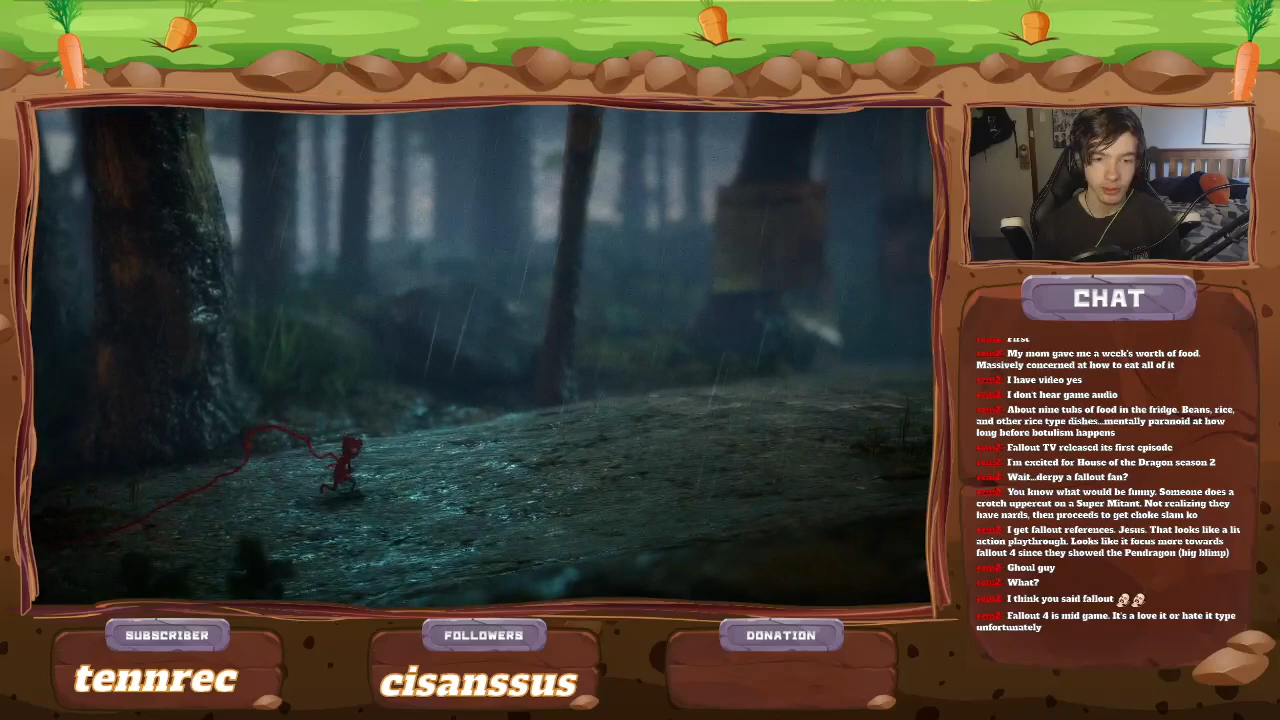 CHAT
My mom gave me a week's worth of food.
Massively concerned at how to eat all of it
I have video yes
I don't hear game audio
About nine tubs of food in the fridge. Beans, rice,
and other rice type dishes...mentally paranoid at how
long before botulism happens
Fallout TV released its first episode
I'm excited for House of the Dragon season 2
Wait...derpy a fallout fan?
You know what would be funny. Someone does a
crotch uppercut on a Super Mitant. Not realizing they
have nards, then proceeds to get choke slam ko
I get fallout references. Jesus. That looks like a liv
action playthrough. Looks like it focus more towards
fallout 4 since they showed the Pendragon (big blimp)
Ghoul guy
What?
I think you said fallout
Fallout 4 is mid game. It's a love it or hate it type
unfortunately
SUBSCRIBER
FOLLOWERS
DONATION
tennrec
cisanssus